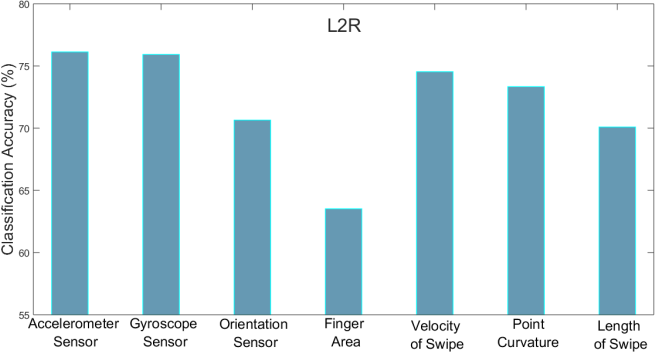 L2R
Classification Accuracy (%)
80
75
70
65
60
55
Accelerometer
Sensor
Gyroscope
Sensor
Orientation
Sensor
Finger
Area
Velocity
of Swipe
Point
Curvature
Length
of Swipe